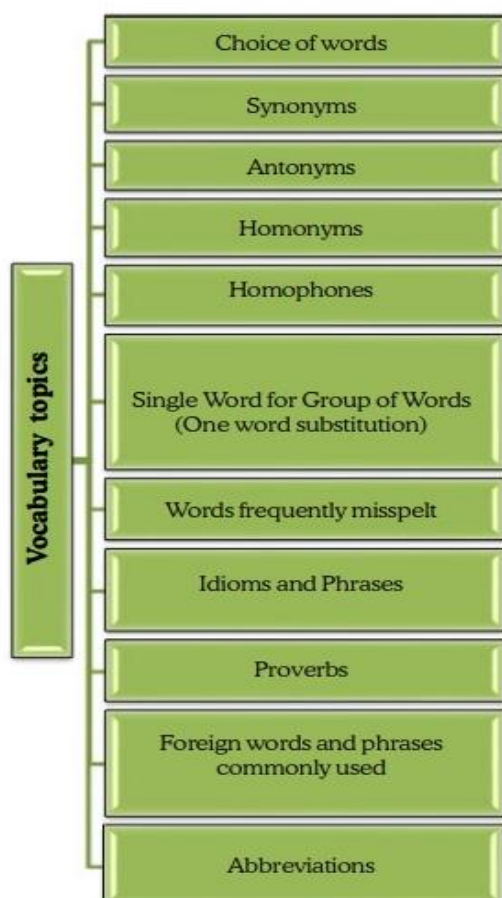 Vocabulary topics
Choice of words
Synonyms
Antonyms
Homonyms
Homophones
Single Word for Group of Words
(One word substitution)
Words frequently misspelt
Idioms and Phrases
Proverbs
Foreign words and phrases
commonly used
Abbreviations